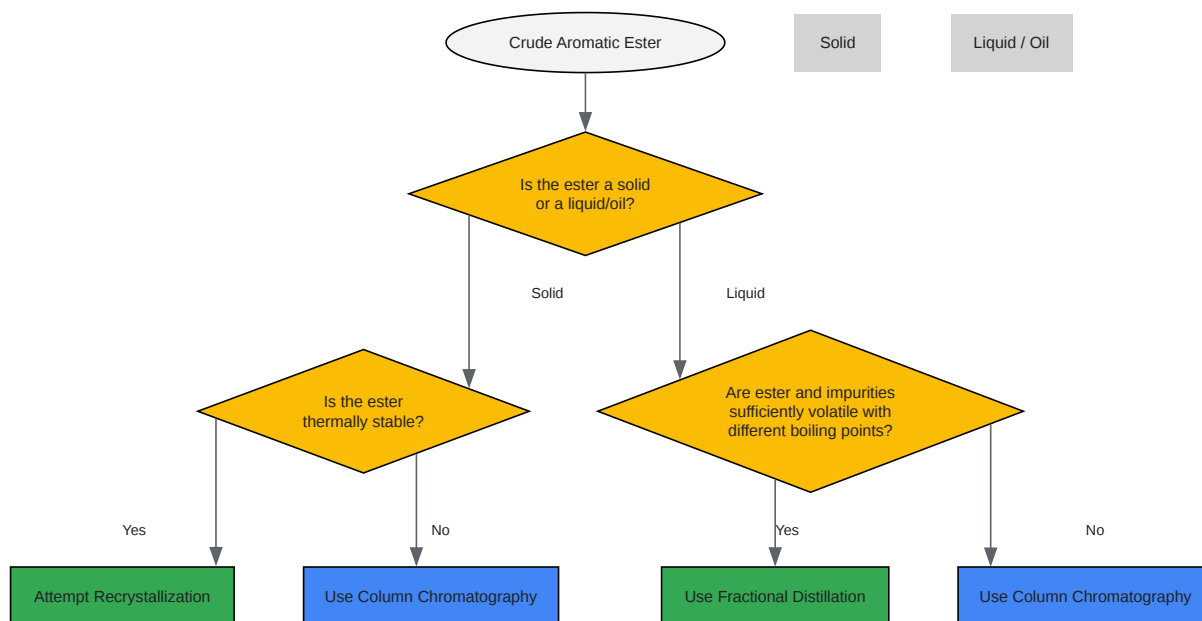 Crude Aromatic Ester
Solid
Liquid / Oil
Is the ester a solid
or a liquid/oil?
Solid
Liquid
Is the ester
thermally stable?
Are ester and impurities
sufficiently volatile with
different boiling points?
Yes
No
Yes
No
Attempt Recrystallization
Use Column Chromatography
Use Fractional Distillation
Use Column Chromatography